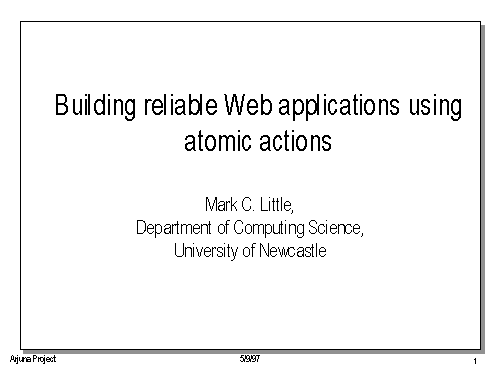 Building reliable Web applications using
atomic actions
Mark C. Little,
Department of Computing Science,
University of Newcastle
Arjuna Project
5/9/97
1